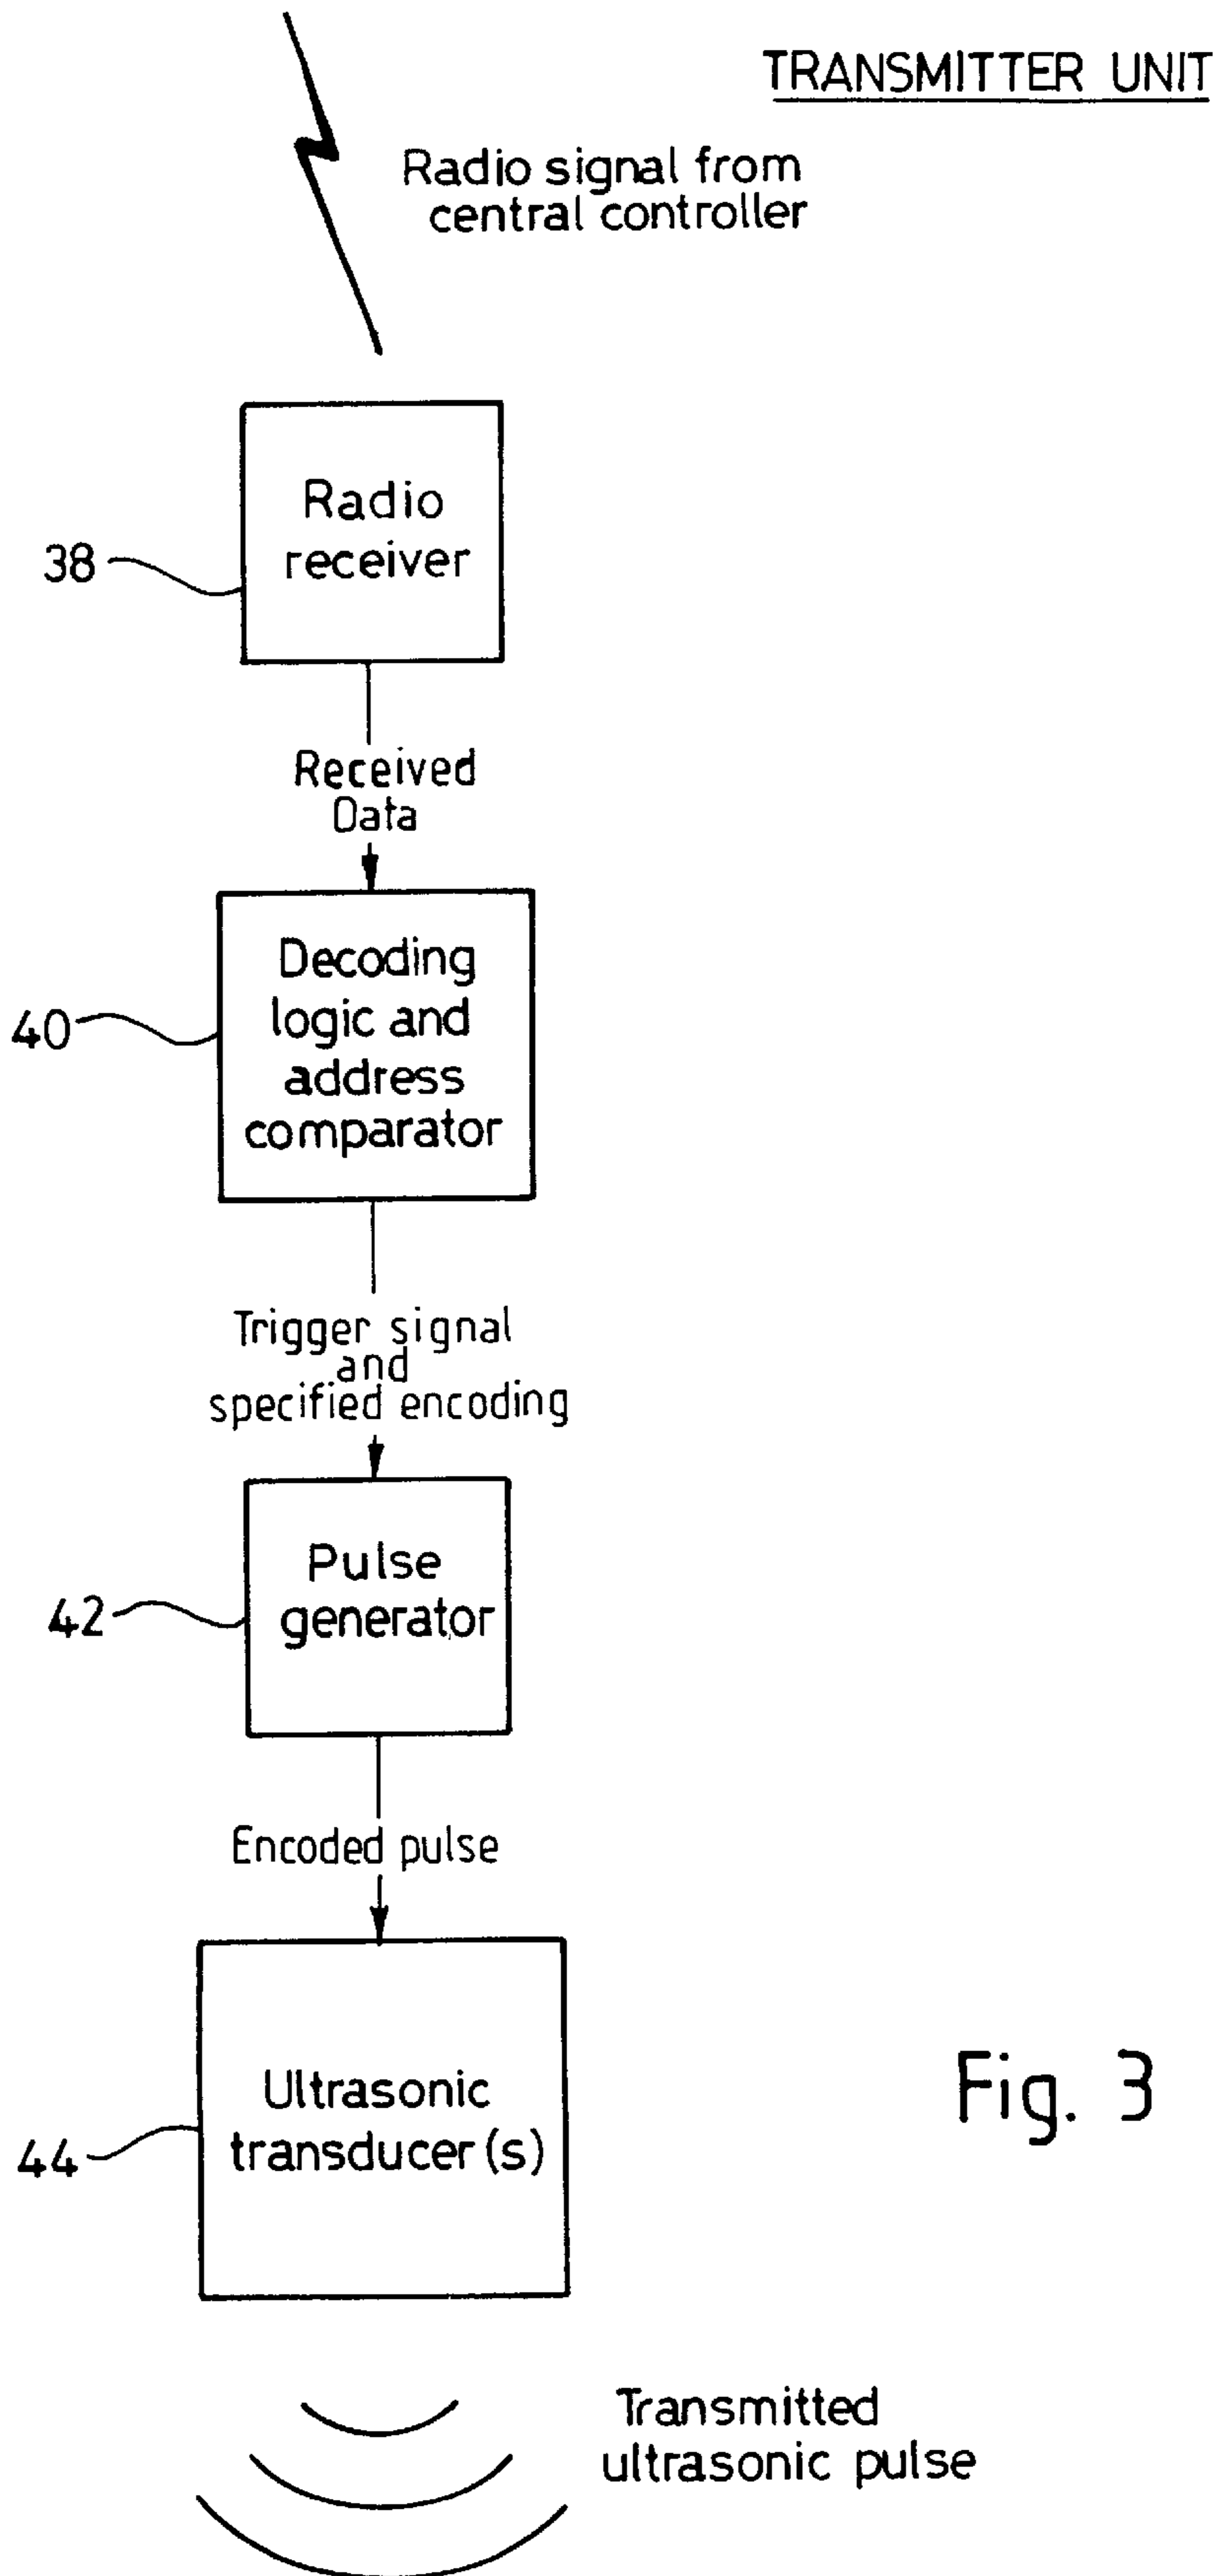 TRANSMITTER UNIT
Radio signal from
central controller
Radio
receiver
38
Received
Data
Decoding
logic and
address
comparator
40
Trigger signal
and
specified encoding
Pulse
generator
42
Encoded pulse
Ultrasonic
transducer(s)
44
Fig. 3
Transmitted
ultrasonic pulse